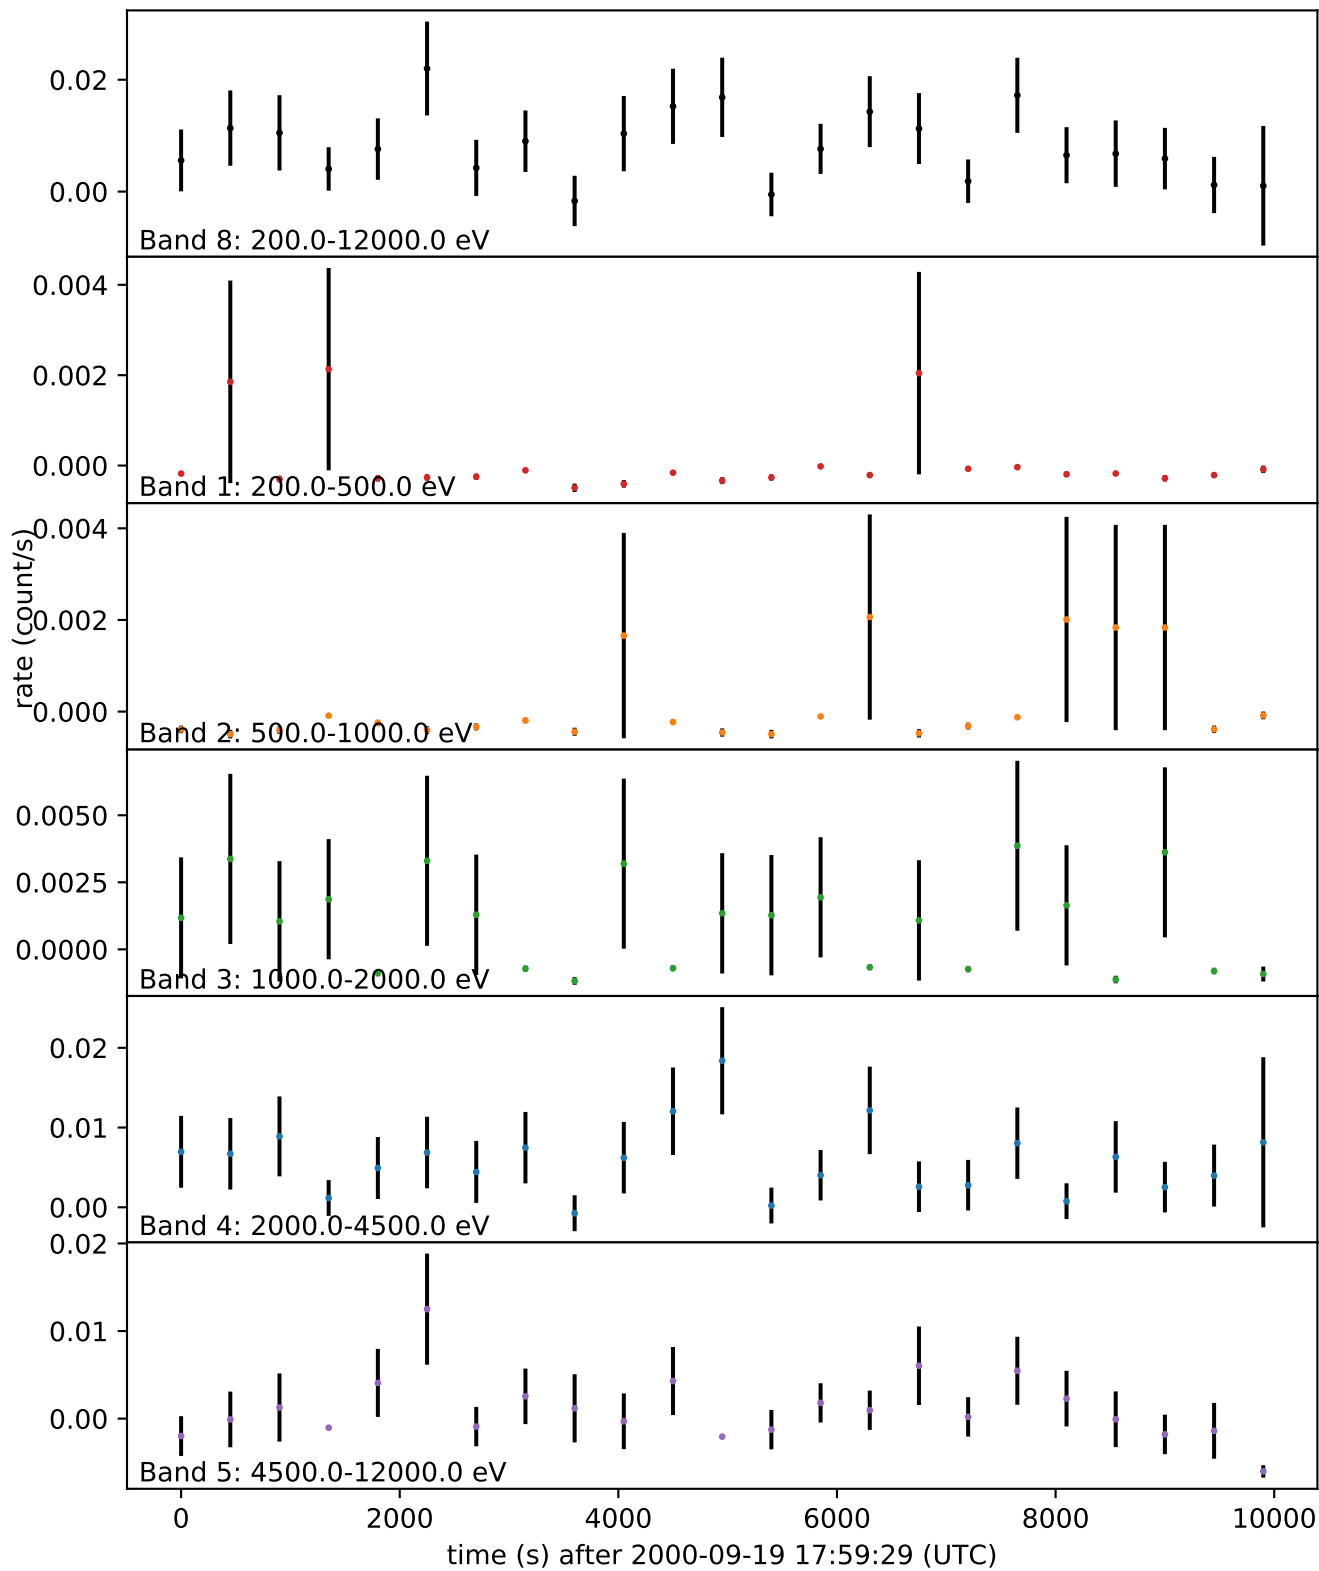 0.02
0.00
Band 8: 200.0-12000.0 eV
0.004
0.002
0.000
Band 1: 200.0-500.0 eV
rate (count/s)
0.004
0.002
0.000
Band 2: 500.0-1000.0 eV
0.0050
0.0025
0.0000
Band 3: 1000.0-2000.0 eV
0.02
0.01
0.00
Band 4: 2000.0-4500.0 eV
0.02
0.01
0.00
Band 5: 4500.0-12000.0 eV
0 2000 4000 6000 8000 10000
time (s) after 2000-09-19 17:59:29 (UTC)